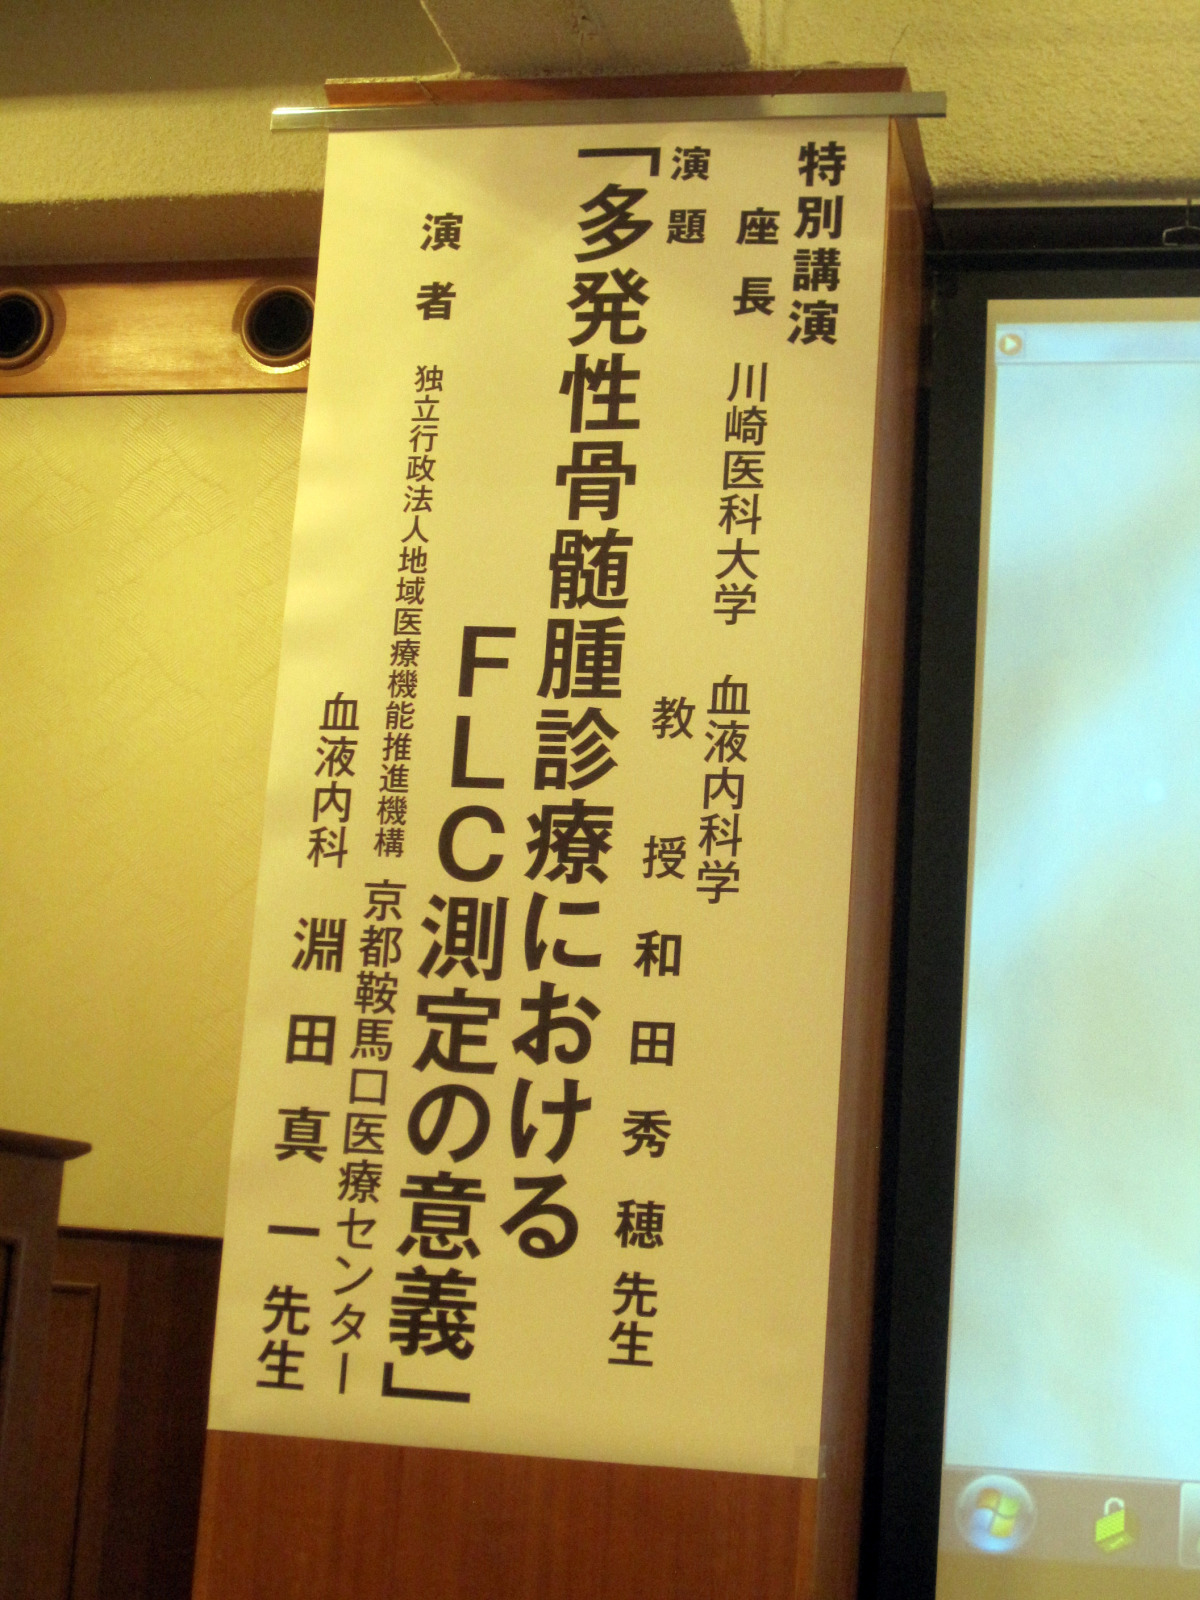 特別講演
座長 川崎医科大学 血液内科学
教授 和田秀穂先生
演題
「多発性骨髄腫診療における
FLC測定の意義」
演者 独立行政法人地域医療機能推進機構 京都鞍馬口医療センター
血液内科 淵田真一先生